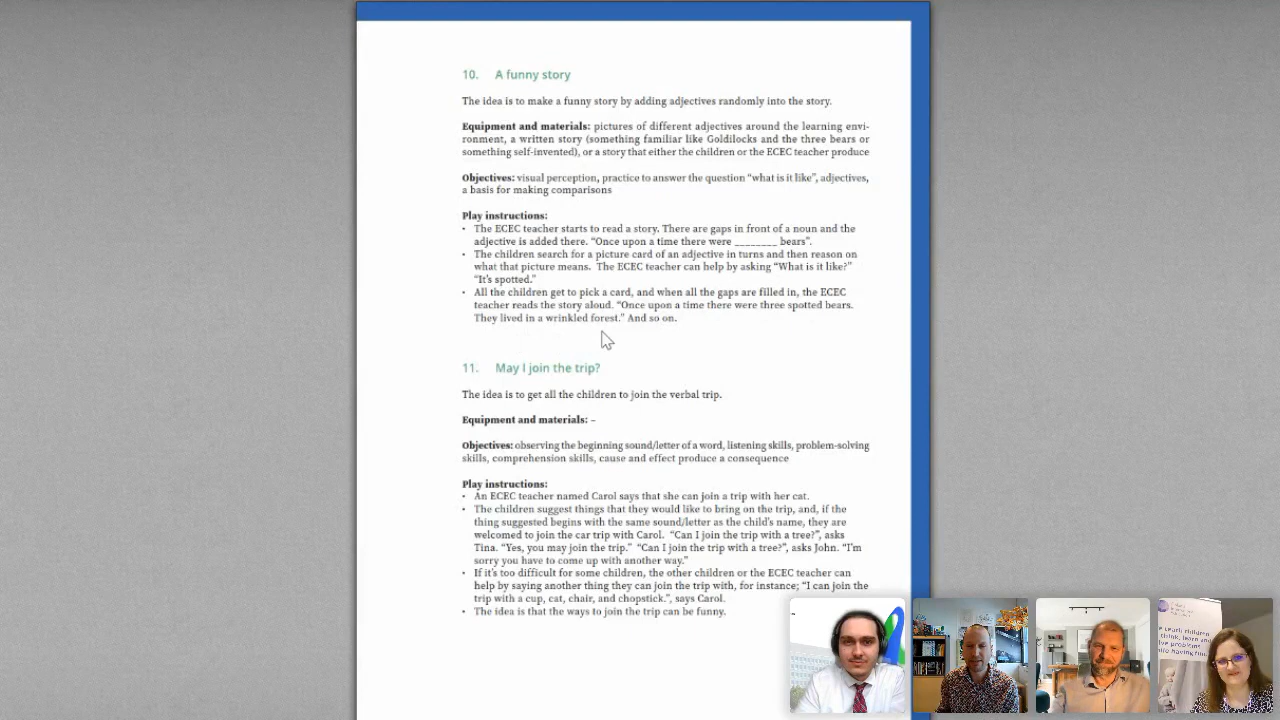 10. A funny story
The idea is to make a funny story by adding adjectives randomly into the story.
Equipment and materials: pictures of different adjectives around the learning envi-
ronment, a written story (something familiar like Goldilocks and the three bears or
something self-invented), or a story that either the children or the ECEC teacher produce
Objectives: visual perception, practice to answer the question “what is it like”, adjectives,
a basis for making comparisons
Play instructions:
• The ECEC teacher starts to read a story. There are gaps in front of a noun and the
adjective is added there. “Once upon a time there were ________ bears”.
• The children search for a picture card of an adjective in turns and then reason on
what that picture means. The ECEC teacher can help by asking “What is it like?”
“It’s spotted.”
• All the children get to pick a card, and when all the gaps are filled in, the ECEC
teacher reads the story aloud. “Once upon a time there were three spotted bears.
They lived in a wrinkled forest.” And so on.
11. May I join the trip?
The idea is to get all the children to join the verbal trip.
Equipment and materials: –
Objectives: observing the beginning sound/letter of a word, listening skills, problem-solving
skills, comprehension skills, cause and effect produce a consequence
Play instructions:
• An ECEC teacher named Carol says that she can join a trip with her cat.
• The children suggest things that they would like to bring on the trip, and, if the
thing suggested begins with the same sound/letter as the child’s name, they are
welcomed to join the car trip with Carol. “Can I join the trip with a tree?”, asks
Tina. “Yes, you may join the trip.” “Can I join the trip with a tree?”, asks John. “I’m
sorry you have to come up with another way.”
• If it’s too difficult for some children, the other children or the ECEC teacher can
help by saying another thing they can join the trip with, for instance; “I can join the
trip with a cup, cat, chair, and chopstick.”, says Carol.
• The idea is that the ways to join the trip can be funny.
children